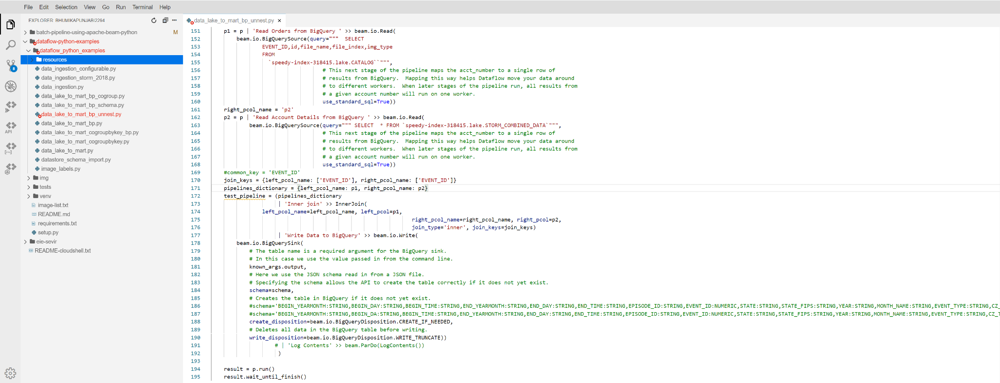 File Edit Selection View Go Run Terminal Help
EXPLORER: BHUMIKAPUNJABI2294
batch-pipeline-using-apache-beam-python M
dataflow-python-examples
dataflow_python_examples
resources
data_ingestion_configurable.py
data_ingestion_storm_2018.py
data_ingestion.py
data_lake_to_mart_bp_cogroup.py
data_lake_to_mart_bp_schema.py
data_lake_to_mart_bp_unnest.py
data_lake_to_mart_bp.py
data_lake_to_mart_cogroupbykey_bp.py
data_lake_to_mart_cogroupbykey.py
data_lake_to_mart.py
datastore_schema_import.py
image_labels.py
img
tests
venv
image-list.txt
README.md
requirements.txt
setup.py
eie-sevir
README-cloudshell.txt
8
API
data_lake_to_mart_bp_unnest.py ×
151 p1 = p | 'Read Orders from BigQuery ' >> beam.io.Read(
152 beam.io.BigQuerySource(query=""" SELECT
153 EVENT_ID,id,file_name,file_index,img_type
154 FROM
155 `speedy-index-318415.lake.CATALOG``""",
156 # This next stage of the pipeline maps the acct_number to a single row of
157 # results from BigQuery. Mapping this way helps Dataflow move your data around
158 # to different workers. When later stages of the pipeline run, all results from
159 # a given account number will run on one worker.
160 use_standard_sql=True))
161 right_pcol_name = 'p2'
162 p2 = p | 'Read Account Details from BigQuery ' >> beam.io.Read(
163 beam.io.BigQuerySource(query=""" SELECT * FROM `speedy-index-318415.lake.STORM_COMBINED_DATA`""",
164 # This next stage of the pipeline maps the acct_number to a single row of
165 # results from BigQuery. Mapping this way helps Dataflow move your data around
166 # to different workers. When later stages of the pipeline run, all results from
167 # a given account number will run on one worker.
168 use_standard_sql=True))
169 #common_key = 'EVENT_ID'
170 join_keys = {left_pcol_name: ['EVENT_ID'], right_pcol_name: ['EVENT_ID']}
171 pipelines_dictionary = {left_pcol_name: p1, right_pcol_name: p2}
172 test_pipeline = (pipelines_dictionary
173 | 'Inner join' >> InnerJoin(
174 left_pcol_name=left_pcol_name, left_pcol=p1,
175 right_pcol_name=right_pcol_name, right_pcol=p2,
176 join_type='inner', join_keys=join_keys)
177 | 'Write Data to BigQuery' >> beam.io.Write(
178 beam.io.BigQuerySink(
179 # The table name is a required argument for the BigQuery sink.
180 # In this case we use the value passed in from the command line.
181 known_args.output,
182 # Here we use the JSON schema read in from a JSON file.
183 # Specifying the schema allows the API to create the table correctly if it does not yet exist.
184 schema=schema,
185 # Creates the table in BigQuery if it does not yet exist.
186 #schema='BEGIN_YEARMONTH:STRING,BEGIN_DAY:STRING,BEGIN_TIME:STRING,END_YEARMONTH:STRING,END_DAY:STRING,END_TIME:STRING,EPISODE_ID:STRING,EVENT_ID:NUMERIC,STATE:STRING,STATE_FIPS:STRING,YEAR:STRING,MONTH_NAME:STRING,EVENT_TYPE:STRING,CZ_
187 #schema='BEGIN_YEARMONTH:STRING,BEGIN_DA:STRING,BEGIN_TIME:STRING,END_YEARMONTH:STRING,END_DAY:STRING,END_TIME:STRING,EPISODE_ID:STRING,EVENT_ID:NUMERIC,STATE:STRING,STATE_FIPS:STRING,YEAR:STRING,MONTH_NAME:STRING,EVENT_TYPE:STRING,CZ_T
188 create_disposition=beam.io.BigQueryDisposition.CREATE_IF_NEEDED,
189 # Deletes all data in the BigQuery table before writing.
190 write_disposition=beam.io.BigQueryDisposition.WRITE_TRUNCATE))
191 # | 'Log Contents' >> beam.ParDo(LogContents())
192 )
193
194 result = p.run()
195 result.wait_until_finish()